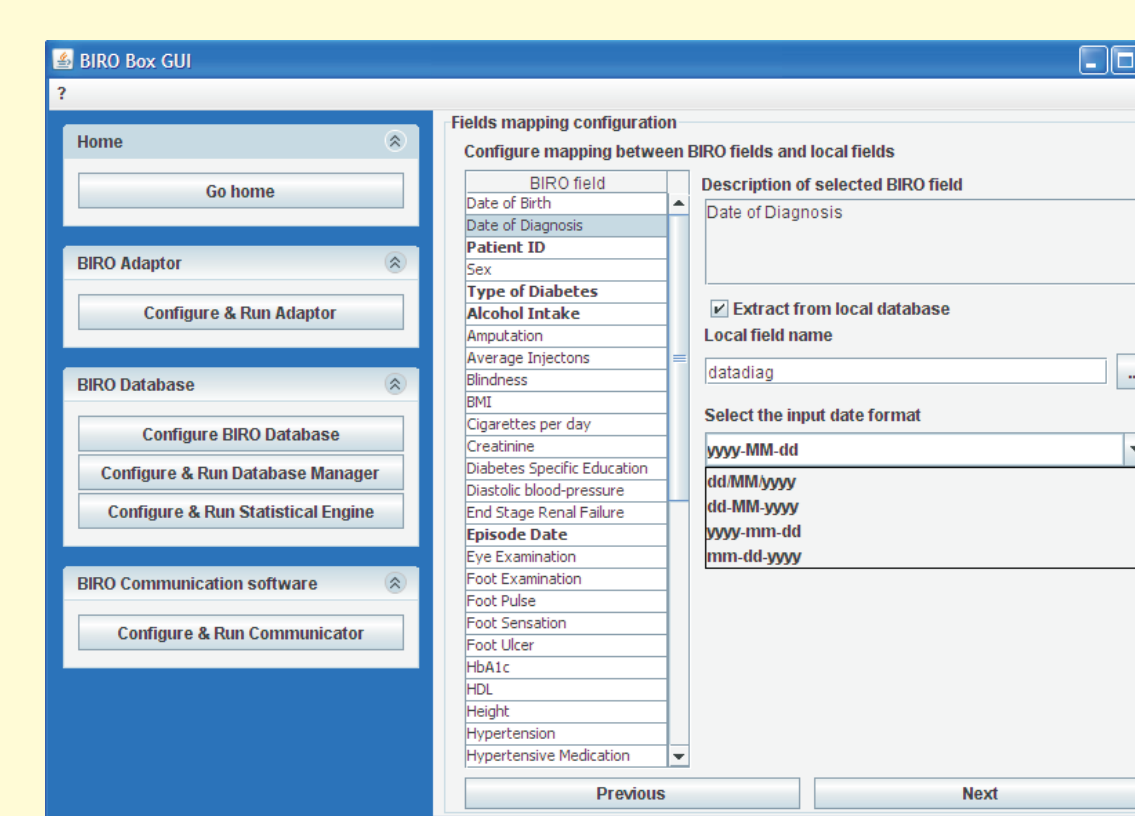 BIRO Box GUI
?
Home
Go home
BIRO Adaptor
Configure & Run Adaptor
BIRO Database
Configure BIRO Database
Configure & Run Database Manager
Configure & Run Statistical Engine
BIRO Communication software
Configure & Run Communicator
Fields mapping configuration
Configure mapping between BIRO fields and local fields
BIRO field
Date of Birth
Date of Diagnosis
Patient ID
Sex
Type of Diabetes
Alcohol Intake
Amputation
Average Injectons
Blindness
BMI
Cigarettes per day
Creatinine
Diabetes Specific Education
Diastolic blood-pressure
End Stage Renal Failure
Episode Date
Eye Examination
Foot Examination
Foot Pulse
Foot Sensation
Foot Ulcer
HbA1c
HDL
Height
Hypertension
Hypertensive Medication
Description of selected BIRO field
Date of Diagnosis
Extract from local database
Local field name
datadiag
...
Select the input date format
yyyy-MM-dd
dd/MM/yyyy
dd-MM-yyyy
yyyy-mm-dd
mm-dd-yyyy
Previous
Next